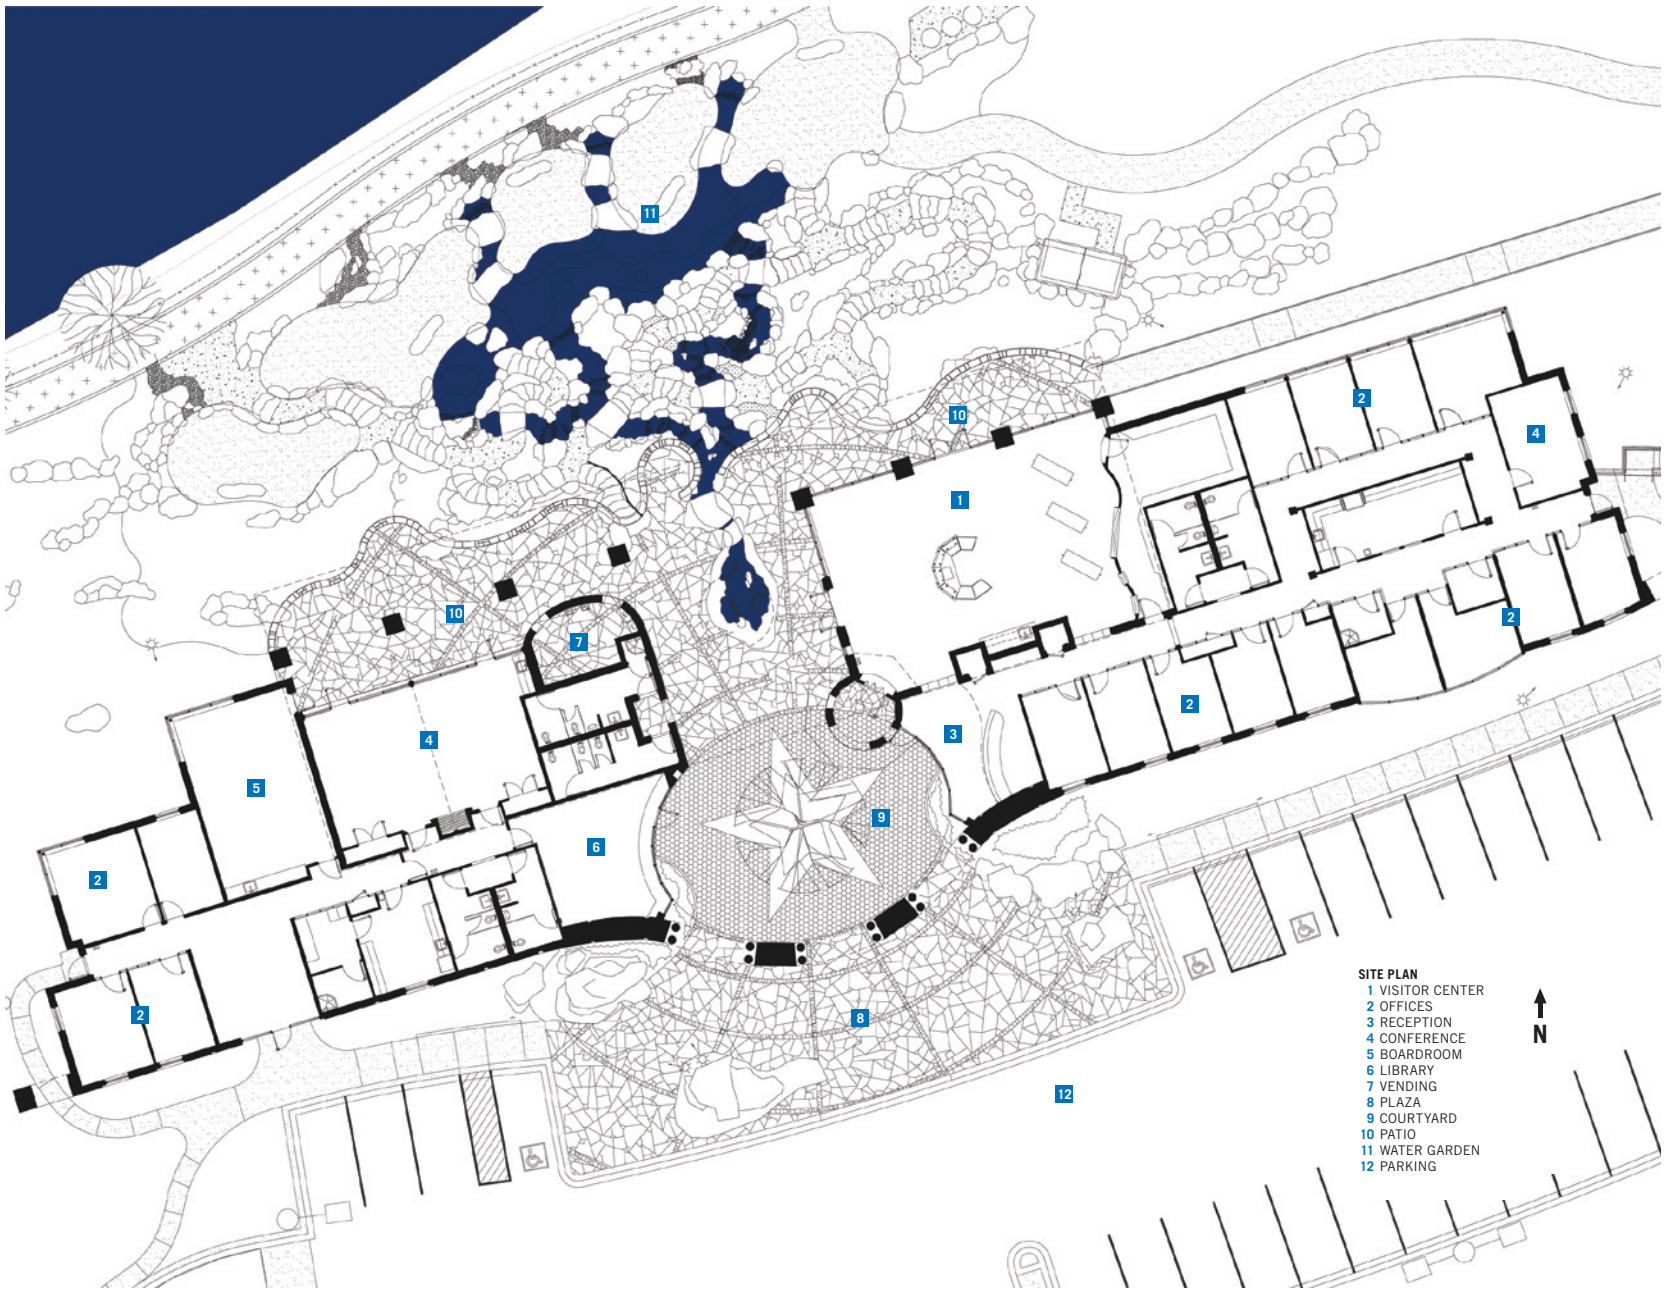 11
10
2
4
1
10
7
2
2
3
4
5
9
6
2
2
8
12
SITE PLAN
1 VISITOR CENTER
2 OFFICES
3 RECEPTION
4 CONFERENCE
5 BOARDROOM
6 LIBRARY
7 VENDING
8 PLAZA
9 COURTYARD
10 PATIO
11 WATER GARDEN
12 PARKING
N